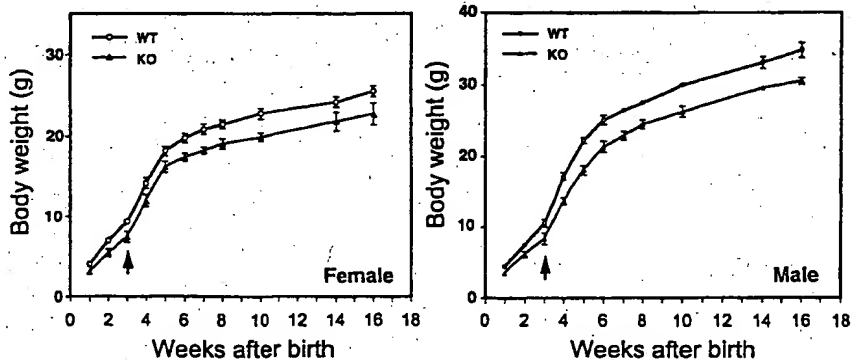 WT
KO
Body weight (g)
30
20
10
0
Female
0 2 4 6 8 10 12 14 16 18
Weeks after birth
40
WT
KO
Body weight (g)
30
20
10
0
Male
0 2 4 6 8 10 12 14 16 18
Weeks after birth